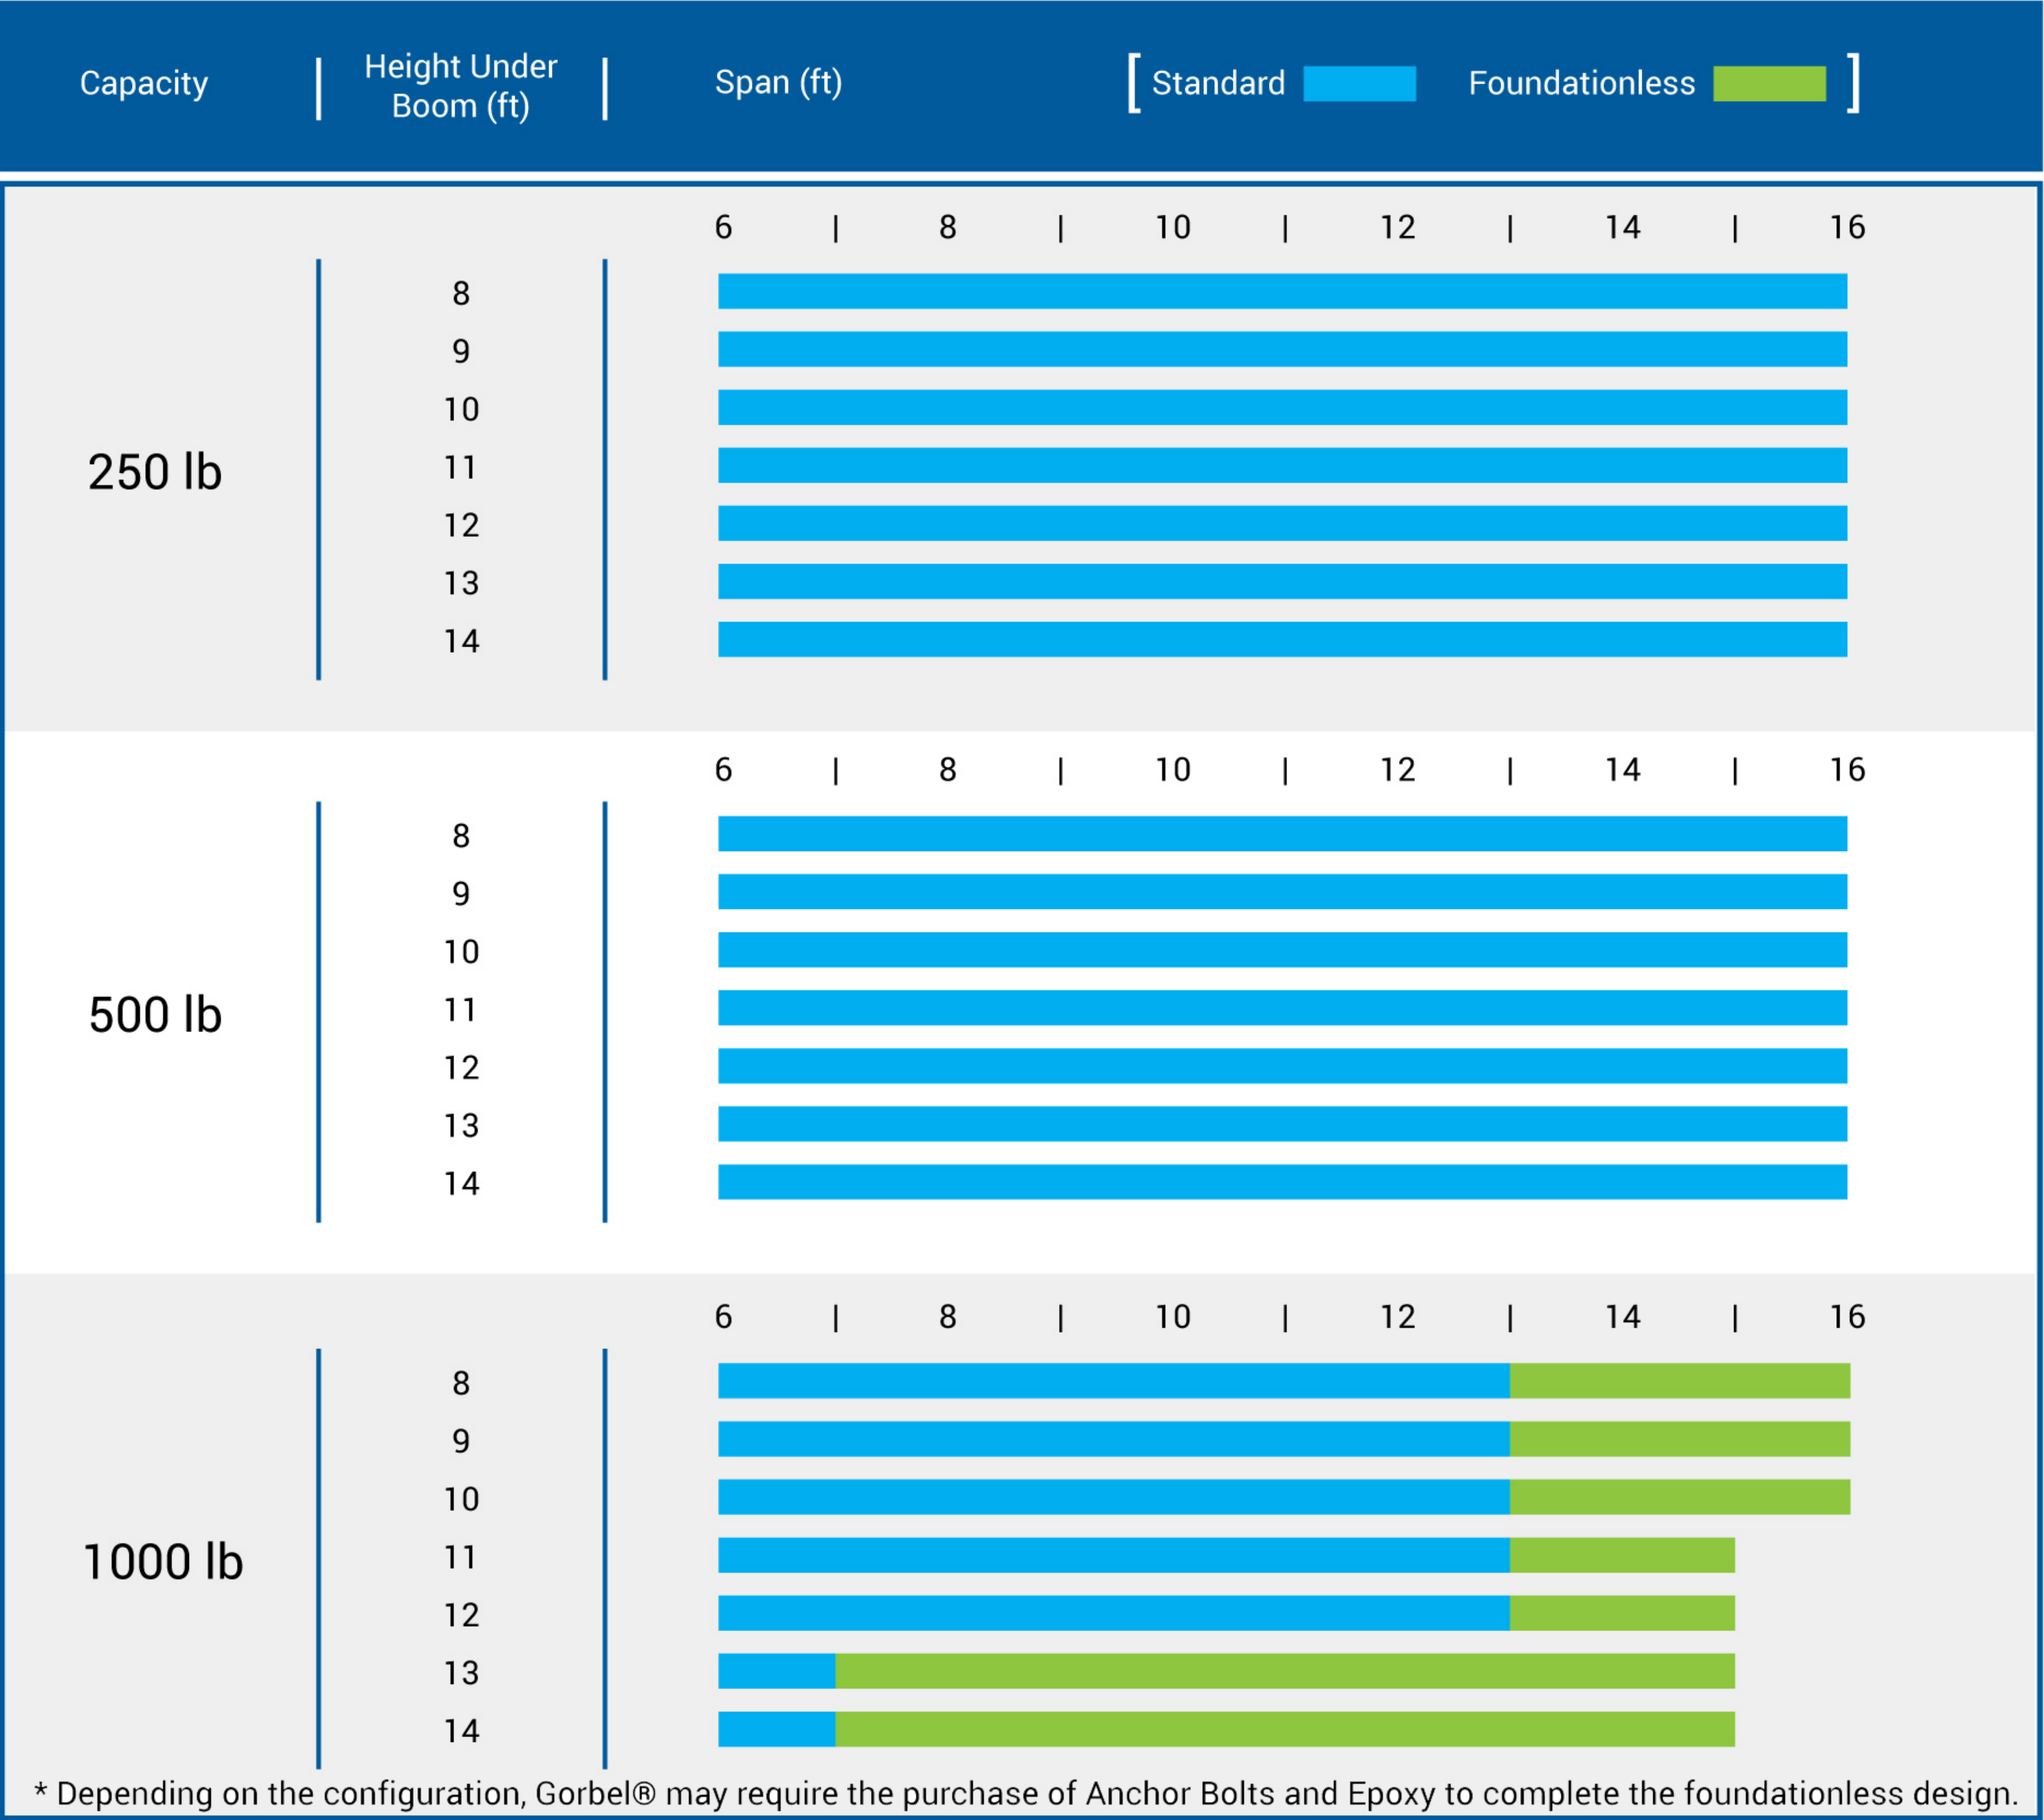 Capacity | Height Under Boom (ft) | Span (ft) [ Standard Foundationless ]
6 | 8 | 10 | 12 | 14 | 16
8
9
10
250 lb 11
12
13
14
6 | 8 | 10 | 12 | 14 | 16
8
9
10
500 lb 11
12
13
14
6 | 8 | 10 | 12 | 14 | 16
8
9
10
1000 lb 11
12
13
14
* Depending on the configuration, Gorbel® may require the purchase of Anchor Bolts and Epoxy to complete the foundationless design.